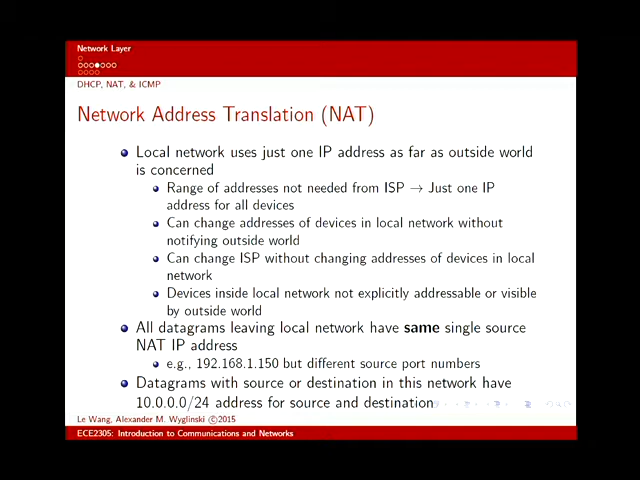 Network Layer
DHCP, NAT, & ICMP
Network Address Translation (NAT)
Local network uses just one IP address as far as outside world
is concerned
Range of addresses not needed from ISP → Just one IP
address for all devices
Can change addresses of devices in local network without
notifying outside world
Can change ISP without changing addresses of devices in local
network
Devices inside local network not explicitly addressable or visible
by outside world
All datagrams leaving local network have same single source
NAT IP address
e.g., 192.168.1.150 but different source port numbers
Datagrams with source or destination in this network have
10.0.0.0/24 address for source and destination
Le Wang, Alexander M. Wyglinski ©2015
ECE2305: Introduction to Communications and Networks